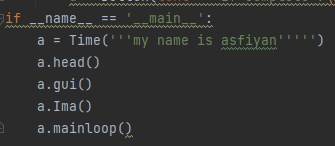 if __name__ == '__main__':
    a = Time('''my name is asfiyan''''')
    a.head()
    a.gui()
    a.Ima()
    a.mainloop()